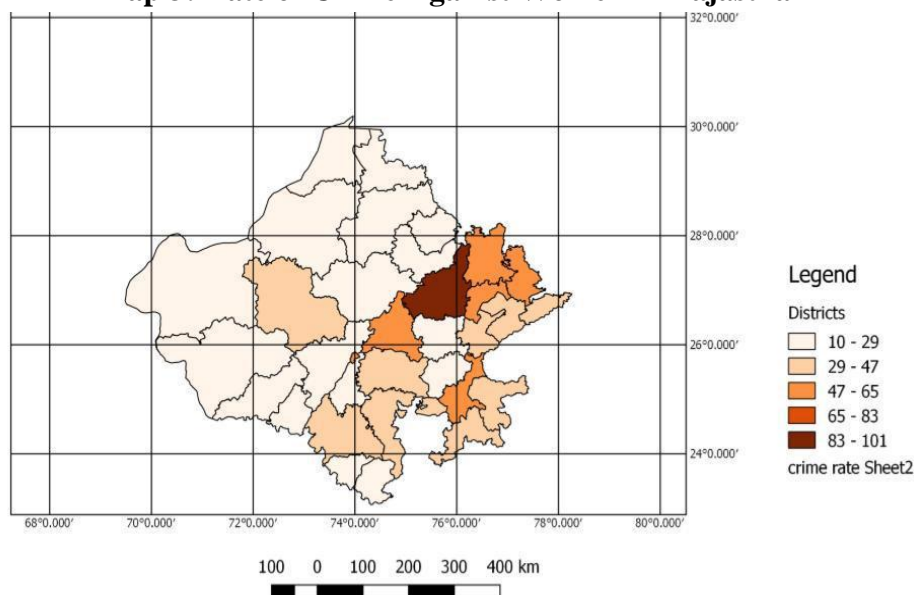 32°0.000′
30°0.000′
28°0.000′
26°0.000′
24°0.000′
68°0.000′ 70°0.000′ 72°0.000′ 74°0.000′ 76°0.000′ 78°0.000′ 80°0.000′
Legend
Districts
10 - 29
29 - 47
47 - 65
65 - 83
83 - 101
crime rate Sheet2
100 0 100 200 300 400 km